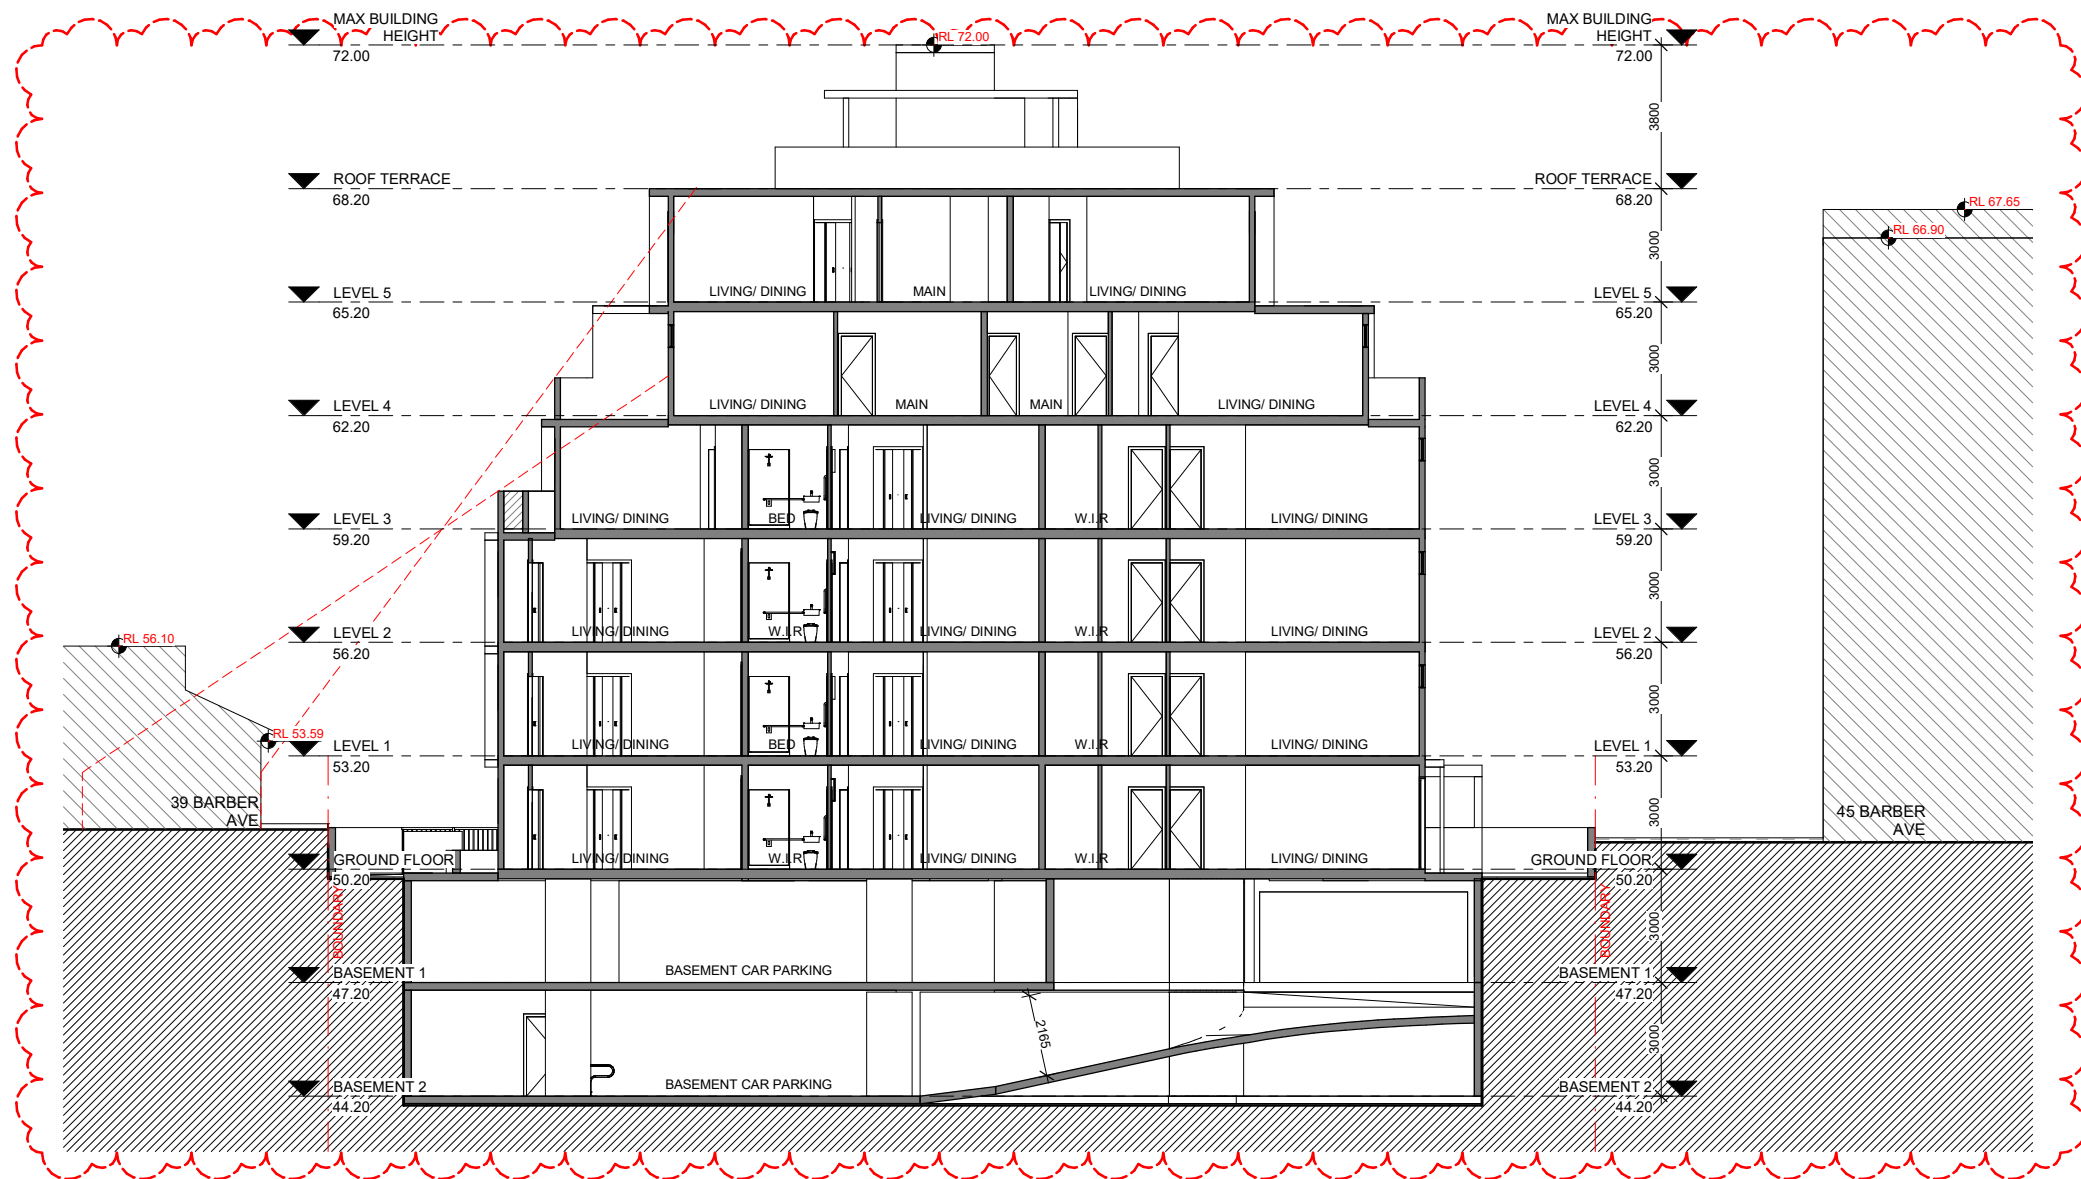 MAX BUILDING
HEIGHT
72.00
RL 72.00
MAX BUILDING
HEIGHT
72.00
3800
ROOF TERRACE
68.20
ROOF TERRACE
68.20
RL 67.65
RL 66.90
3000
LEVEL 5
65.20
LIVING/ DINING
MAIN
LIVING/ DINING
LEVEL 5
65.20
3000
LEVEL 4
62.20
LIVING/ DINING
MAIN
MAIN
LIVING/ DINING
LEVEL 4
62.20
3000
LEVEL 3
59.20
LIVING/ DINING
BED
LIVING/ DINING
W.I.R
LIVING/ DINING
LEVEL 3
59.20
3000
RL 56.10
LEVEL 2
56.20
LIVING/ DINING
W.I.R
LIVING/ DINING
W.I.R
LIVING/ DINING
LEVEL 2
56.20
3000
RL 53.59
LEVEL 1
53.20
LIVING/ DINING
BED
LIVING/ DINING
W.I.R
LIVING/ DINING
LEVEL 1
53.20
3000
39 BARBER
AVE
45 BARBER
AVE
GROUND FLOOR
50.20
LIVING/ DINING
W.I.R
LIVING/ DINING
W.I.R
LIVING/ DINING
GROUND FLOOR
50.20
BOUNDARY
BOUNDARY
3000
BASEMENT 1
47.20
BASEMENT CAR PARKING
BASEMENT 1
47.20
2165
3000
BASEMENT 2
44.20
BASEMENT CAR PARKING
BASEMENT 2
44.20